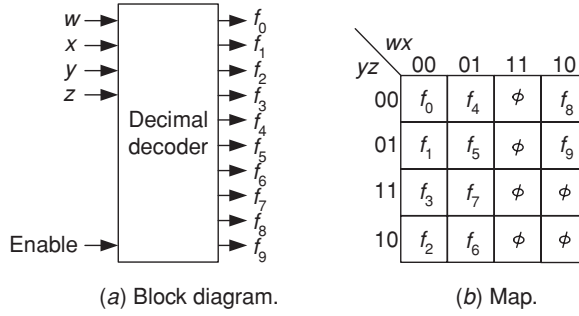 w
x
y
z
Enable
Decimal
decoder
f0
f1
f2
f3
f4
f5
f6
f7
f8
f9
(a) Block diagram.
wx
yz 00 01 11 10
00 f0 f4 ϕ f8
01 f1 f5 ϕ f9
11 f3 f7 ϕ ϕ
10 f2 f6 ϕ ϕ
(b) Map.